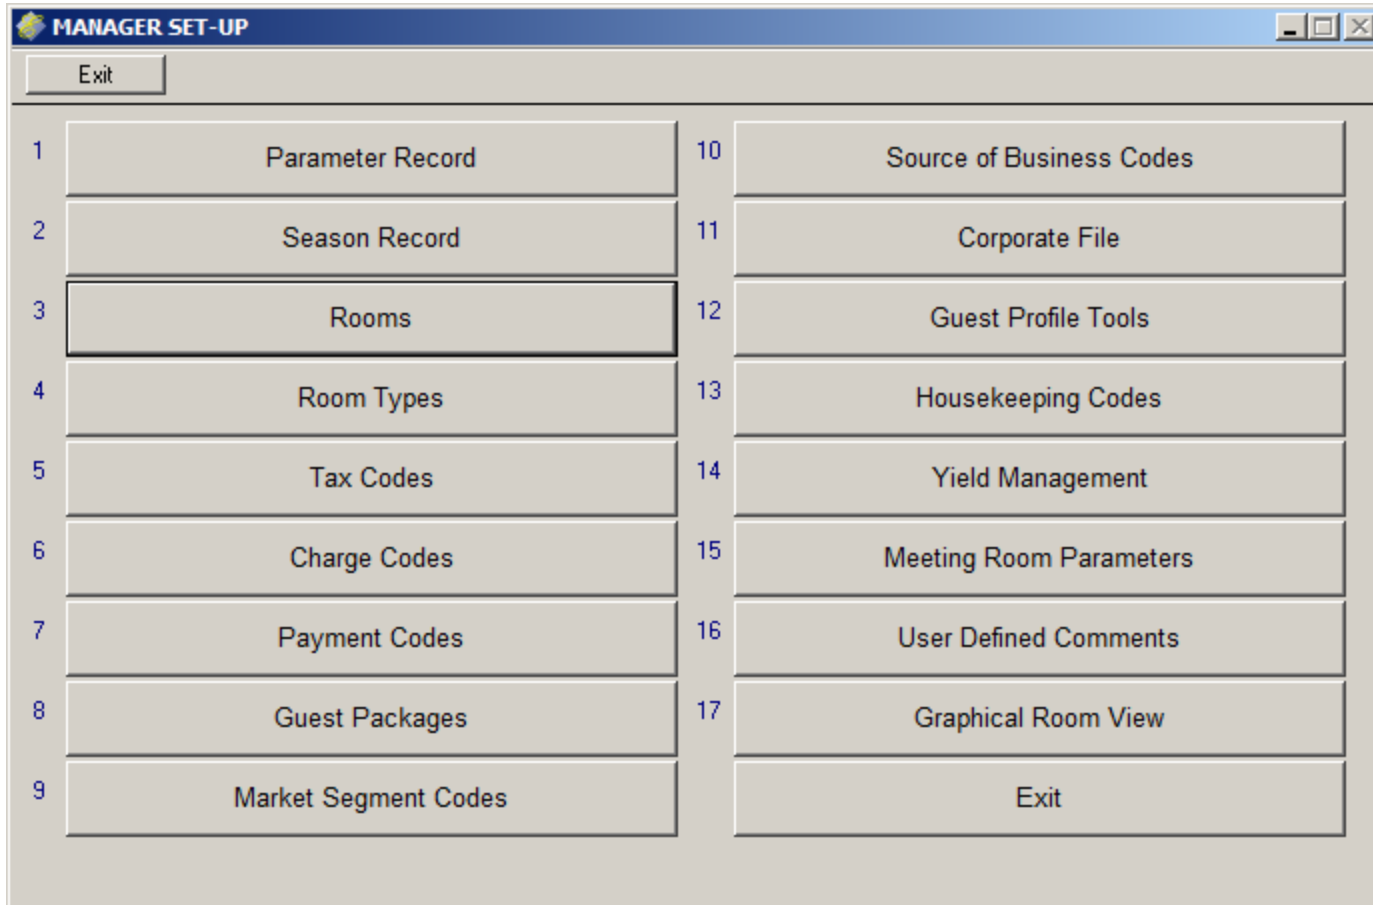 MANAGER SET-UP
Exit
1 Parameter Record
2 Season Record
3 Rooms
4 Room Types
5 Tax Codes
6 Charge Codes
7 Payment Codes
8 Guest Packages
9 Market Segment Codes
10 Source of Business Codes
11 Corporate File
12 Guest Profile Tools
13 Housekeeping Codes
14 Yield Management
15 Meeting Room Parameters
16 User Defined Comments
17 Graphical Room View
Exit